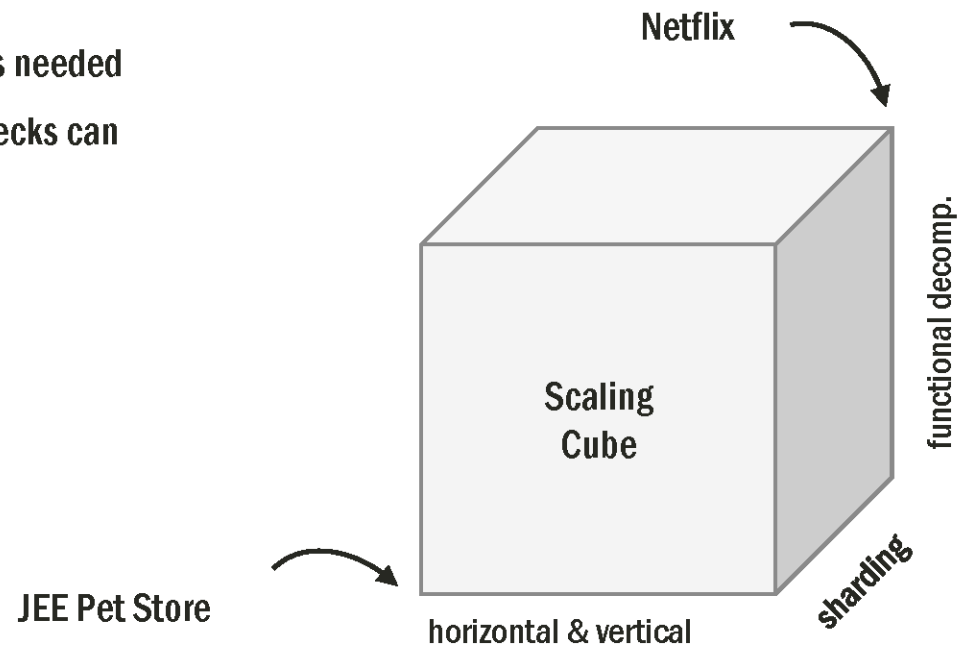 Netflix
s needed
ecks can
functional decomp.
Scaling
Cube
sharding
JEE Pet Store
horizontal & vertical